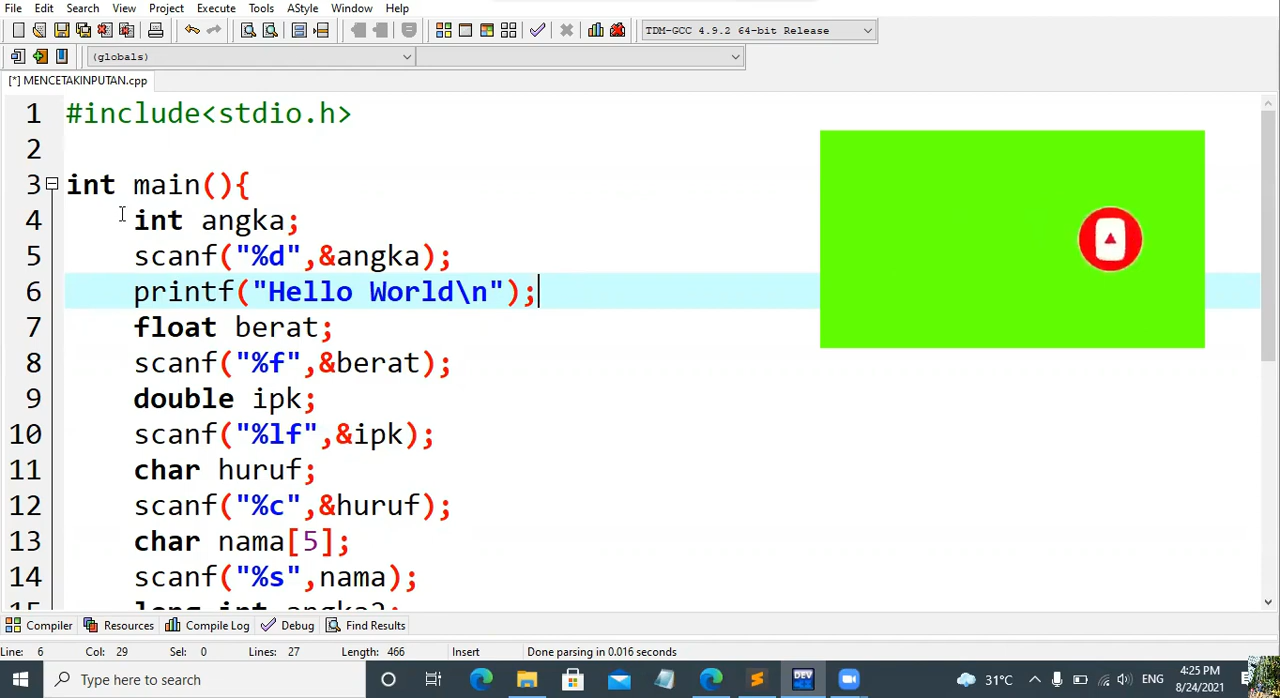 File Edit Search View Project Execute Tools AStyle Window Help
TDM-GCC 4.9.2 64-bit Release
(globals)
[*] MENCETAKINPUTAN.cpp
1 #include<stdio.h>
2
3 int main(){
4 int angka;
5 scanf("%d",&angka);
6 printf("Hello World\n");
7 float berat;
8 scanf("%f",&berat);
9 double ipk;
10 scanf("%lf",&ipk);
11 char huruf;
12 scanf("%c",&huruf);
13 char nama[5];
14 scanf("%s",nama);
15 long int angka2;
Compiler Resources Compile Log Debug Find Results
Line: 6 Col: 29 Sel: 0 Lines: 27 Length: 466 Insert Done parsing in 0.016 seconds
Type here to search
DEV
31°C
ENG
4:25 PM
8/24/2021